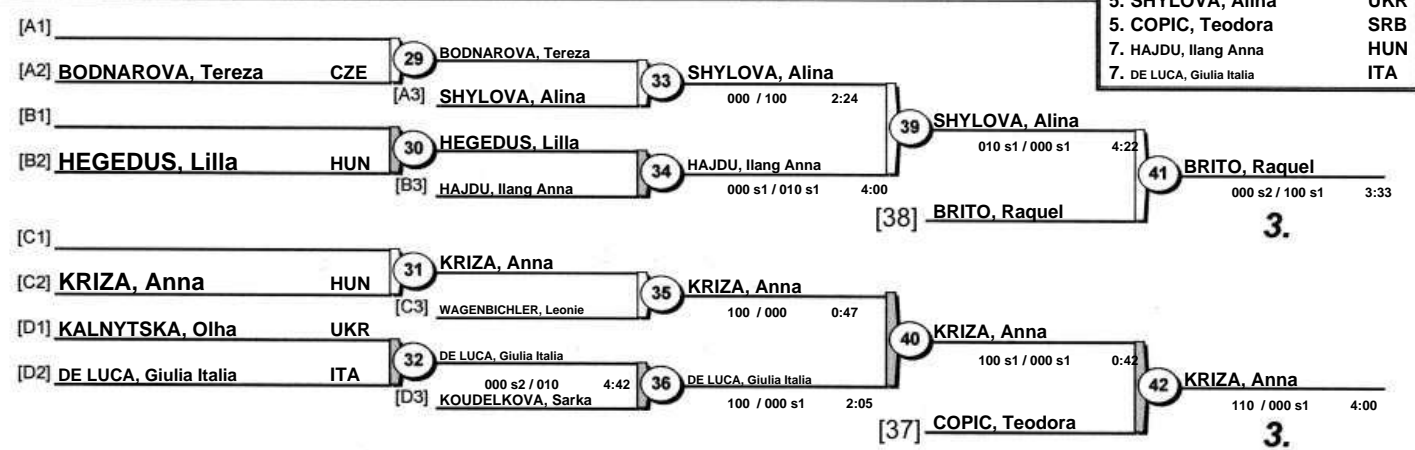 5. SHYLOVA, Alina UKR
5. COPIC, Teodora SRB
7. HAJDU, Ilang Anna HUN
7. DE LUCA, Giulia Italia ITA
[A1]
[A2] BODNAROVA, Tereza CZE
29
BODNAROVA, Tereza
[A3] SHYLOVA, Alina
33
SHYLOVA, Alina
000 / 100 2:24
[B1]
[B2] HEGEDUS, Lilla HUN
30
HEGEDUS, Lilla
[B3] HAJDU, Ilang Anna
34
HAJDU, Ilang Anna
000 s1 / 010 s1 4:00
39
SHYLOVA, Alina
010 s1 / 000 s1 4:22
[38] BRITO, Raquel
41
BRITO, Raquel
000 s2 / 100 s1 3:33
3.
[C1]
[C2] KRIZA, Anna HUN
31
KRIZA, Anna
[C3] WAGENBICHLER, Leonie
35
KRIZA, Anna
100 / 000 0:47
[D1] KALNYTSKA, Olha UKR
[D2] DE LUCA, Giulia Italia ITA
32
DE LUCA, Giulia Italia
000 s2 / 010 4:42
[D3] KOUDELKOVA, Sarka
36
DE LUCA, Giulia Italia
100 / 000 s1 2:05
40
KRIZA, Anna
100 s1 / 000 s1 0:42
[37] COPIC, Teodora
42
KRIZA, Anna
110 / 000 s1 4:00
3.